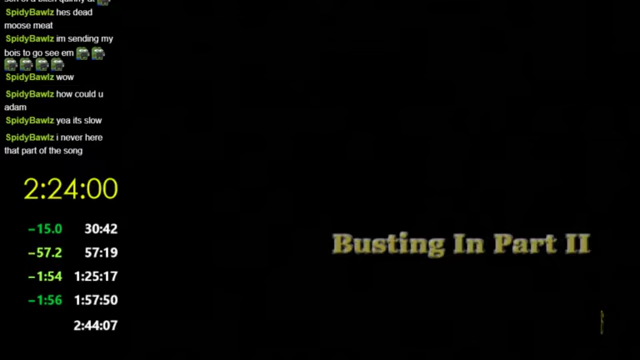 SpidyBawlz hes dead
moose meat
SpidyBawlz im sending my
bois to go see em
SpidyBawlz wow
SpidyBawlz how could u
adam
SpidyBawlz yea its slow
SpidyBawlz i never here
that part of the song
2:24:00
-15.0 30:42
-57.2 57:19
-1:54 1:25:17
-1:56 1:57:50
2:44:07
Busting In Part II